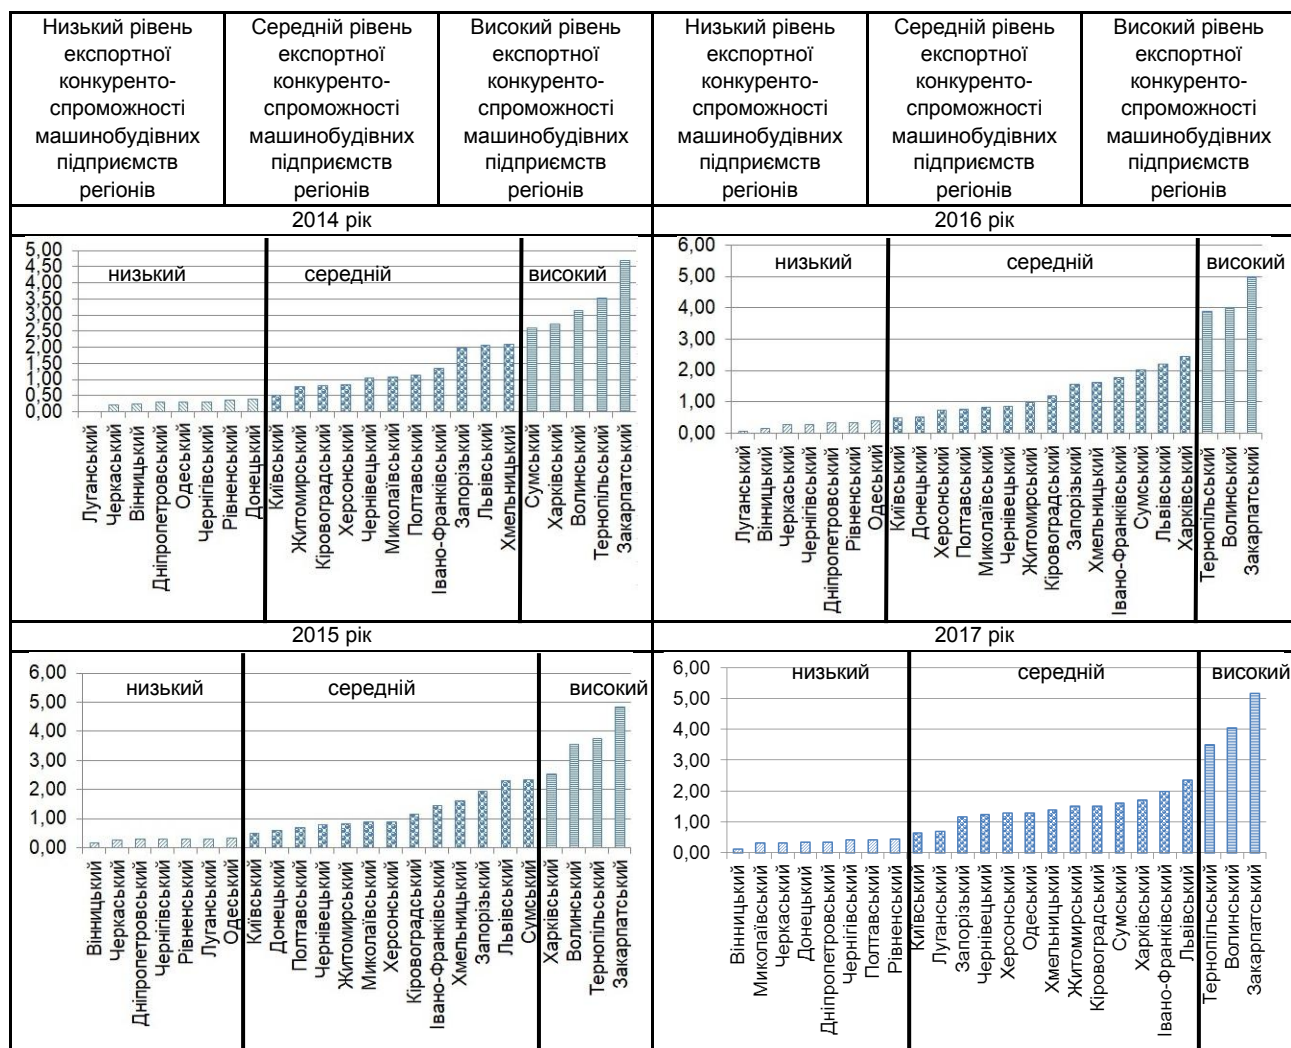 Низький рівень
експортної
конкуренто-
спроможності
машинобудівних
підприємств
регіонів
Середній рівень
експортної
конкуренто-
спроможності
машинобудівних
підприємств
регіонів
Високий рівень
експортної
конкуренто-
спроможності
машинобудівних
підприємств
регіонів
Низький рівень
експортної
конкуренто-
спроможності
машинобудівних
підприємств
регіонів
Середній рівень
експортної
конкуренто-
спроможності
машинобудівних
підприємств
регіонів
Високий рівень
експортної
конкуренто-
спроможності
машинобудівних
підприємств
регіонів
2014 рік
5,00
4,50
4,00
3,50
3,00
2,50
2,00
1,50
1,00
0,50
0,00
низький
середній
високий
Луганський
Черкаський
Вінницький
Дніпропетровський
Одеський
Чернігівський
Рівненський
Донецький
Київський
Житомирський
Кіровоградський
Херсонський
Чернівецький
Миколаївський
Полтавський
Івано-Франківський
Запорізький
Львівський
Хмельницький
Сумський
Харківський
Волинський
Тернопільський
Закарпатський
2016 рік
6,00
5,00
4,00
3,00
2,00
1,00
0,00
низький
середній
високий
Луганський
Вінницький
Черкаський
Чернігівський
Дніпропетровський
Рівненський
Одеський
Київський
Донецький
Херсонський
Полтавський
Миколаївський
Чернівецький
Житомирський
Кіровоградський
Запорізький
Хмельницький
Івано-Франківський
Сумський
Львівський
Харківський
Тернопільський
Волинський
Закарпатський
2015 рік
6,00
5,00
4,00
3,00
2,00
1,00
0,00
низький
середній
високий
Вінницький
Черкаський
Дніпропетровський
Чернігівський
Рівненський
Луганський
Одеський
Київський
Донецький
Полтавський
Чернівецький
Житомирський
Миколаївський
Херсонський
Кіровоградський
Івано-Франківський
Хмельницький
Запорізький
Львівський
Сумський
Харківський
Волинський
Тернопільський
Закарпатський
2017 рік
6,00
5,00
4,00
3,00
2,00
1,00
0,00
низький
середній
високий
Вінницький
Миколаївський
Черкаський
Донецький
Дніпропетровський
Чернігівський
Полтавський
Рівненський
Київський
Луганський
Запорізький
Чернівецький
Херсонський
Одеський
Хмельницький
Житомирський
Кіровоградський
Сумський
Харківський
Івано-Франківський
Львівський
Тернопільський
Волинський
Закарпатський